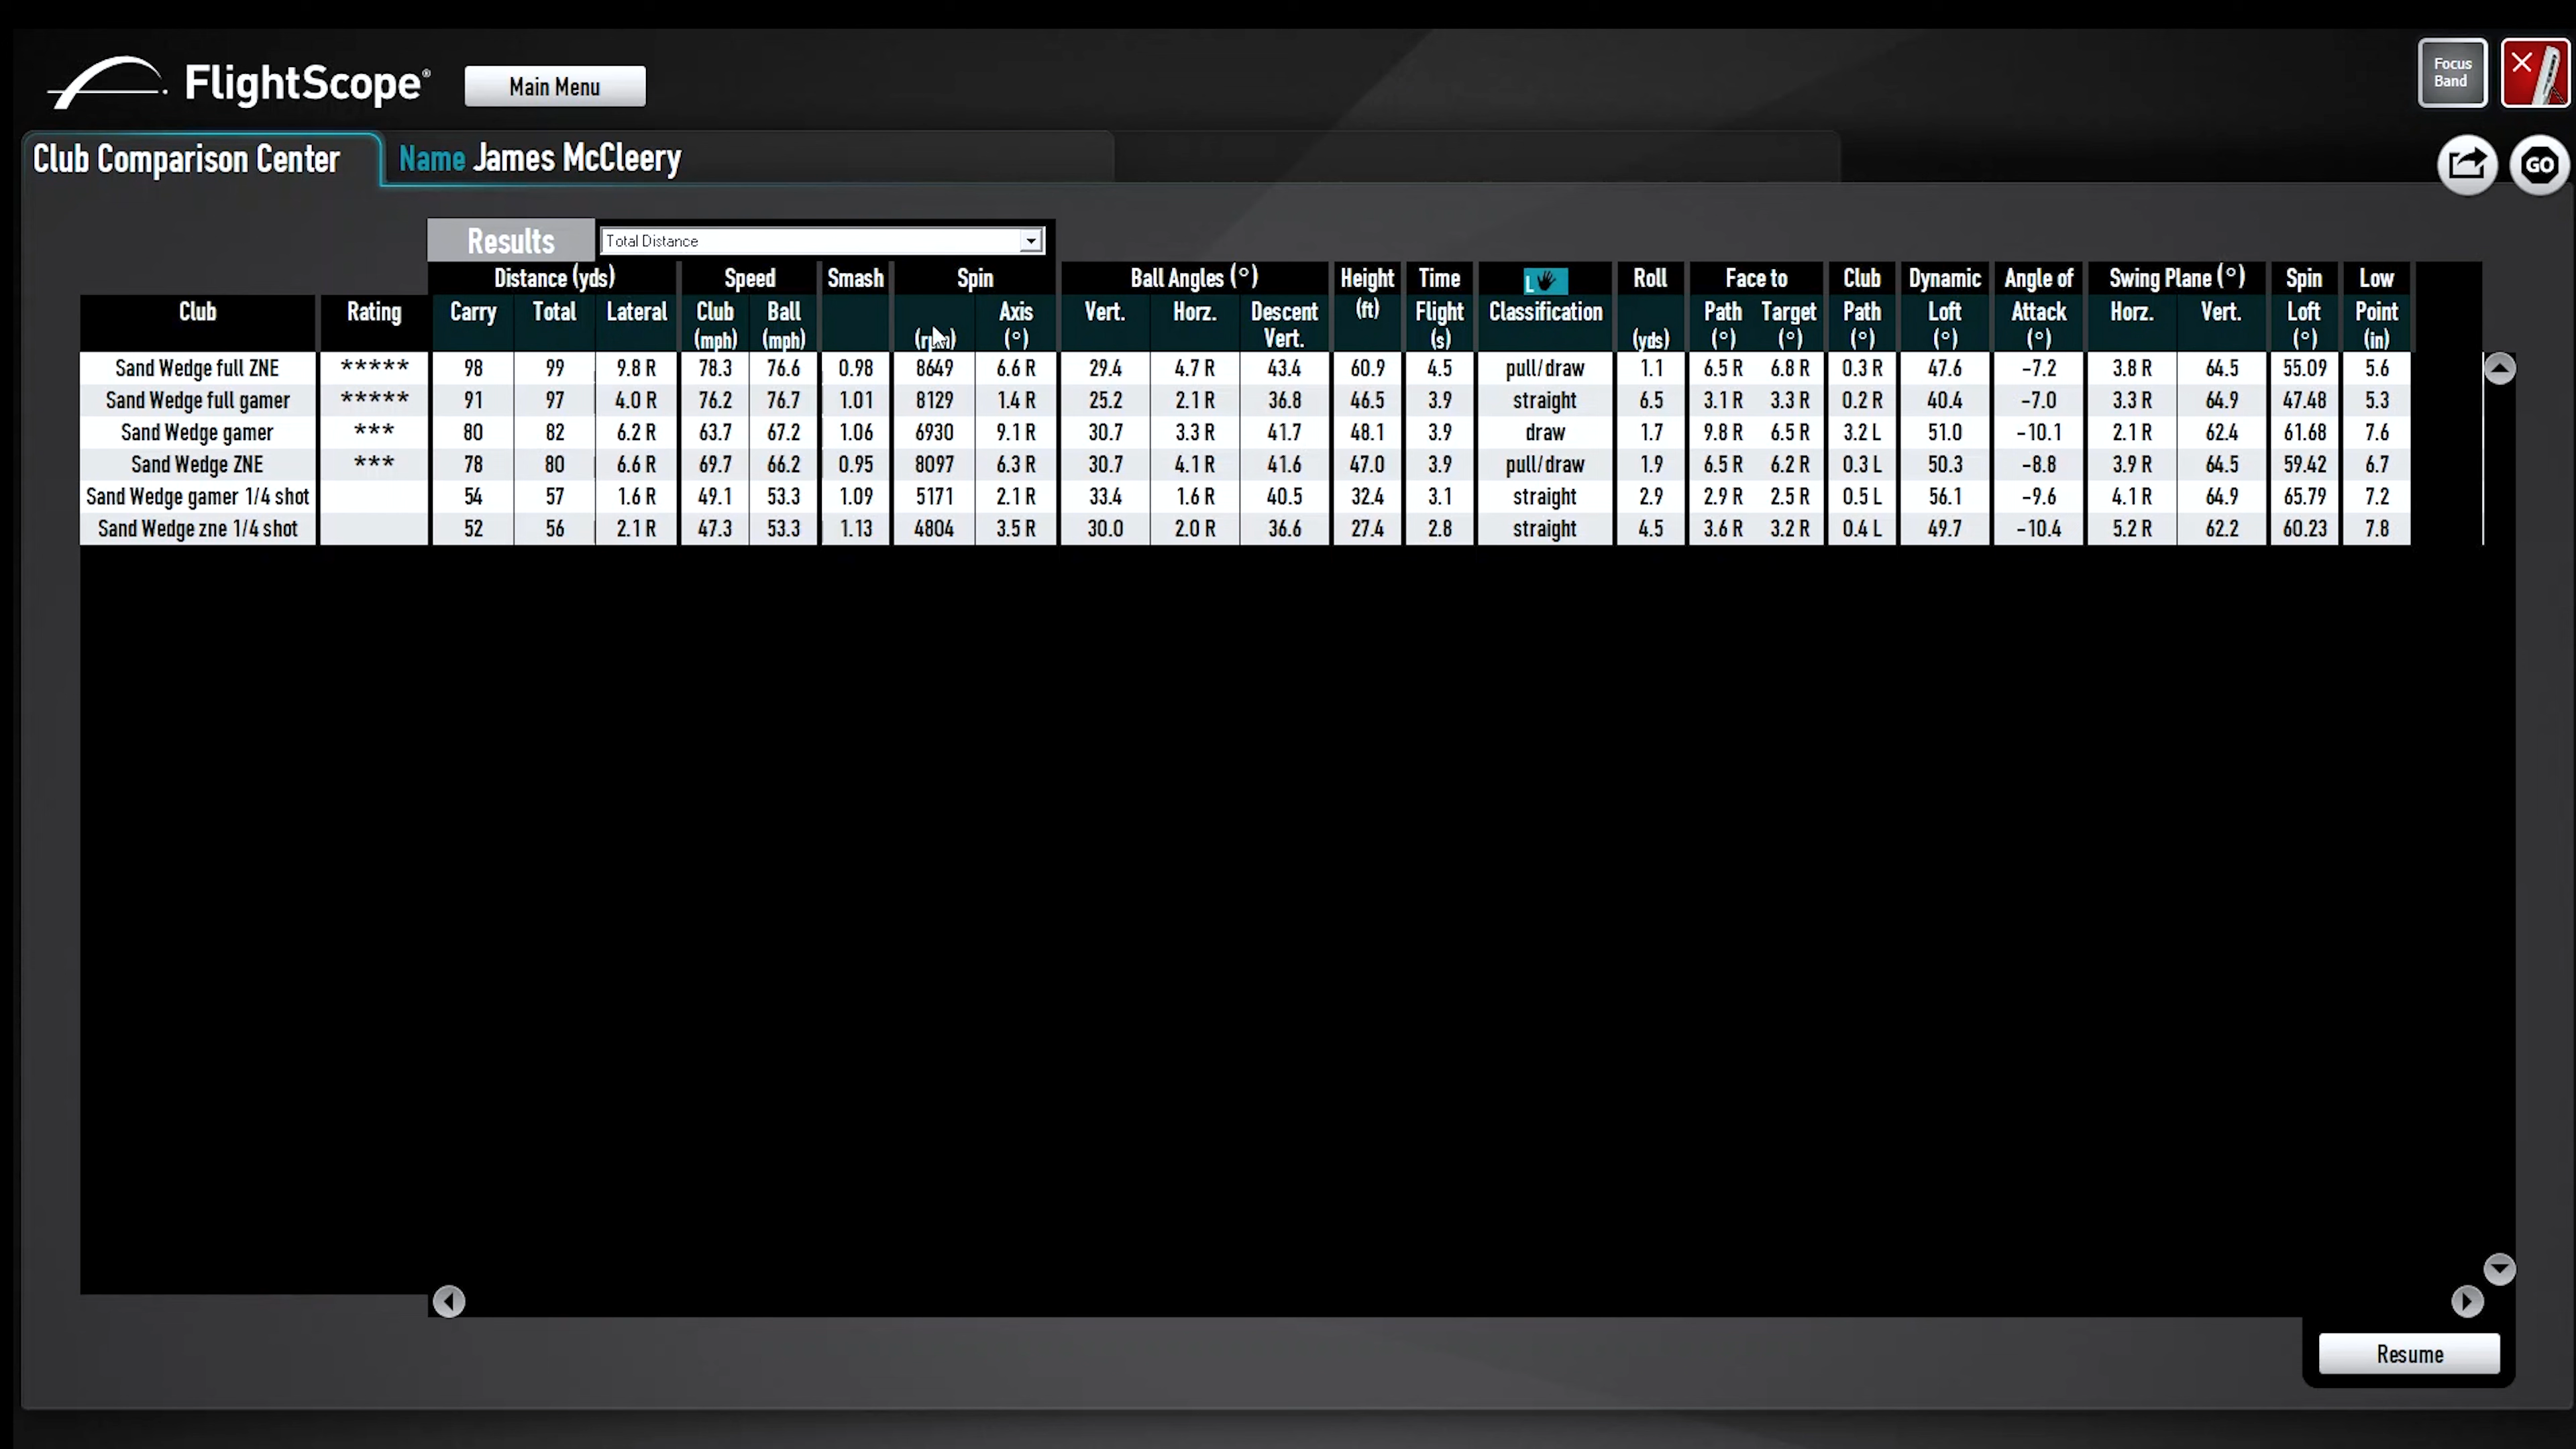 FlightScope®
Main Menu
Focus Band
Club Comparison Center
Name James McCleery
GO
Results Total Distance
Distance (yds) Speed Smash Spin Ball Angles (°) Height Time L Roll Face to Club Dynamic Angle of Swing Plane (°) Spin Low
Club Rating Carry Total Lateral Club Ball Axis Vert. Horz. Descent (ft) Flight Classification Path Target Path Loft Attack Horz. Vert. Loft Point
(mph) (mph) (rpm) (°) Vert. (s) (yds) (°) (°) (°) (°) (°) (°) (in)
Sand Wedge full ZNE ***** 98 99 9.8 R 78.3 76.6 0.98 8649 6.6 R 29.4 4.7 R 43.4 60.9 4.5 pull/draw 1.1 6.5 R 6.8 R 0.3 R 47.6 -7.2 3.8 R 64.5 55.09 5.6
Sand Wedge full gamer ***** 91 97 4.0 R 76.2 76.7 1.01 8129 1.4 R 25.2 2.1 R 36.8 46.5 3.9 straight 6.5 3.1 R 3.3 R 0.2 R 40.4 -7.0 3.3 R 64.9 47.48 5.3
Sand Wedge gamer *** 80 82 6.2 R 63.7 67.2 1.06 6930 9.1 R 30.7 3.3 R 41.7 48.1 3.9 draw 1.7 9.8 R 6.5 R 3.2 L 51.0 -10.1 2.1 R 62.4 61.68 7.6
Sand Wedge ZNE *** 78 80 6.6 R 69.7 66.2 0.95 8097 6.3 R 30.7 4.1 R 41.6 47.0 3.9 pull/draw 1.9 6.5 R 6.2 R 0.3 L 50.3 -8.8 3.9 R 64.5 59.42 6.7
Sand Wedge gamer 1/4 shot 54 57 1.6 R 49.1 53.3 1.09 5171 2.1 R 33.4 1.6 R 40.5 32.4 3.1 straight 2.9 2.9 R 2.5 R 0.5 L 56.1 -9.6 4.1 R 64.9 65.79 7.2
Sand Wedge zne 1/4 shot 52 56 2.1 R 47.3 53.3 1.13 4804 3.5 R 30.0 2.0 R 36.6 27.4 2.8 straight 4.5 3.6 R 3.2 R 0.4 L 49.7 -10.4 5.2 R 62.2 60.23 7.8
Resume